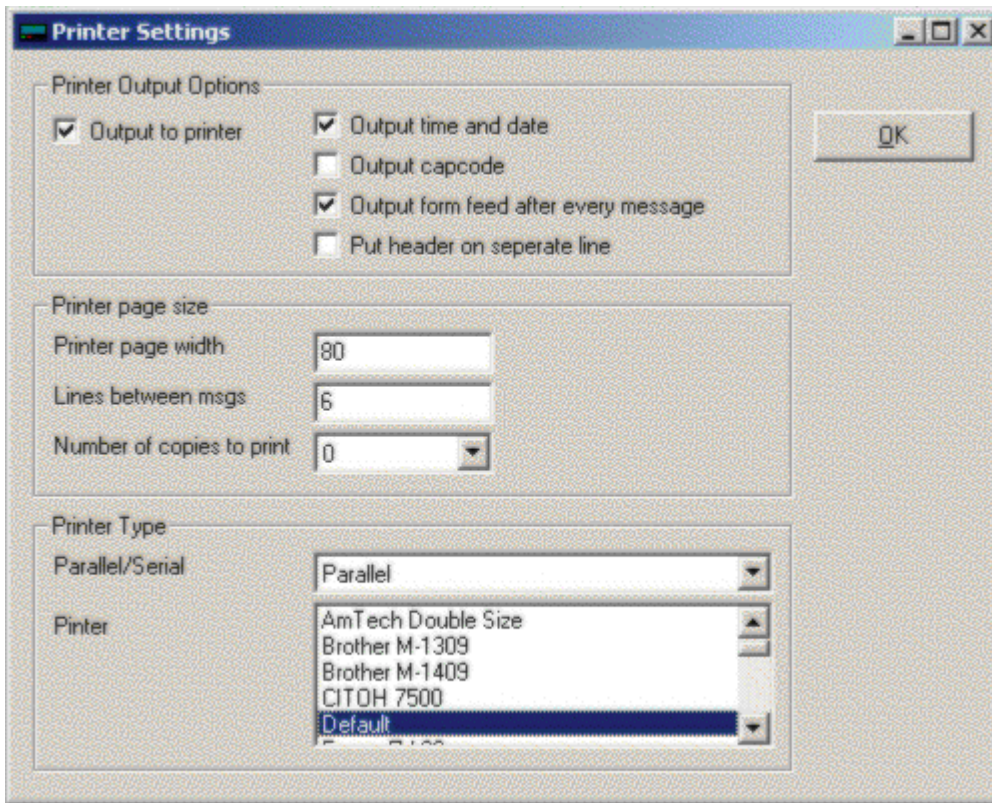 Printer Settings
Printer Output Options
Output to printer
Output time and date
Output capcode
Output form feed after every message
Put header on seperate line
OK
Printer page size
Printer page width
80
Lines between msgs
6
Number of copies to print
0
Printer Type
Parallel/Serial
Parallel
Pinter
AmTech Double Size
Brother M-1309
Brother M-1409
CITOH 7500
Default